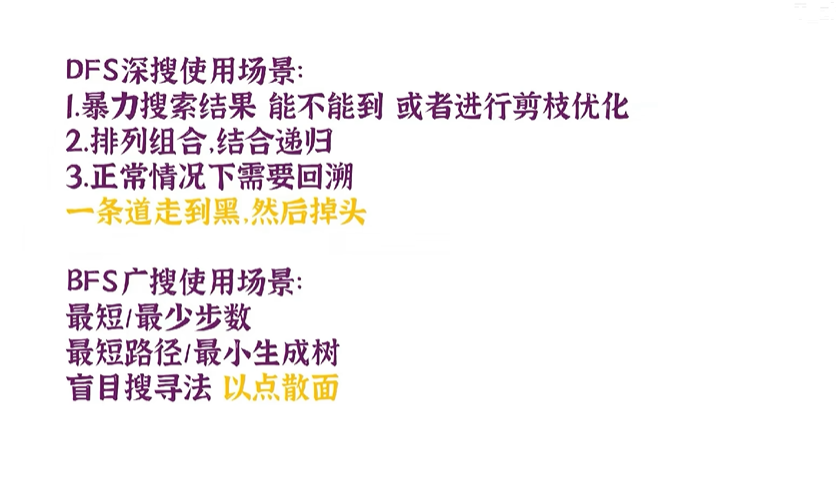 DFS深搜使用场景:
1.暴力搜索结果 能不能到 或者进行剪枝优化
2.排列组合,结合递归
3.正常情况下需要回溯
一条道走到黑,然后掉头
BFS广搜使用场景:
最短/最少步数
最短路径/最小生成树
盲目搜寻法 以点散面